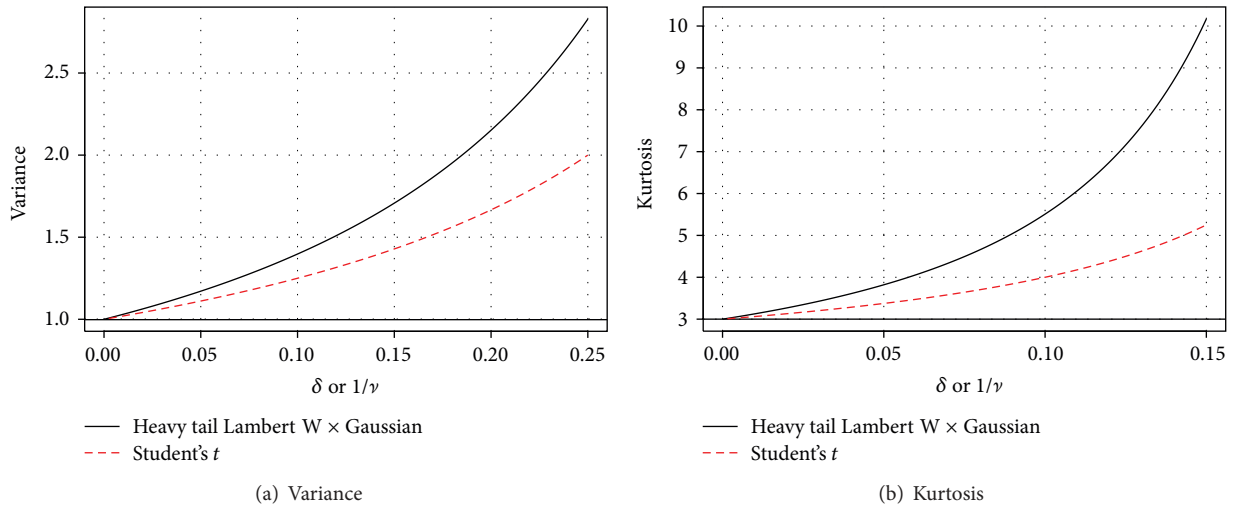 Variance
2.5
2.0
1.5
1.0
0.00 0.05 0.10 0.15 0.20 0.25
δ or 1/ν
Heavy tail Lambert W × Gaussian
Student's t
(a) Variance
Kurtosis
10
9
8
7
6
5
4
3
0.00 0.05 0.10 0.15
δ or 1/ν
Heavy tail Lambert W × Gaussian
Student's t
(b) Kurtosis